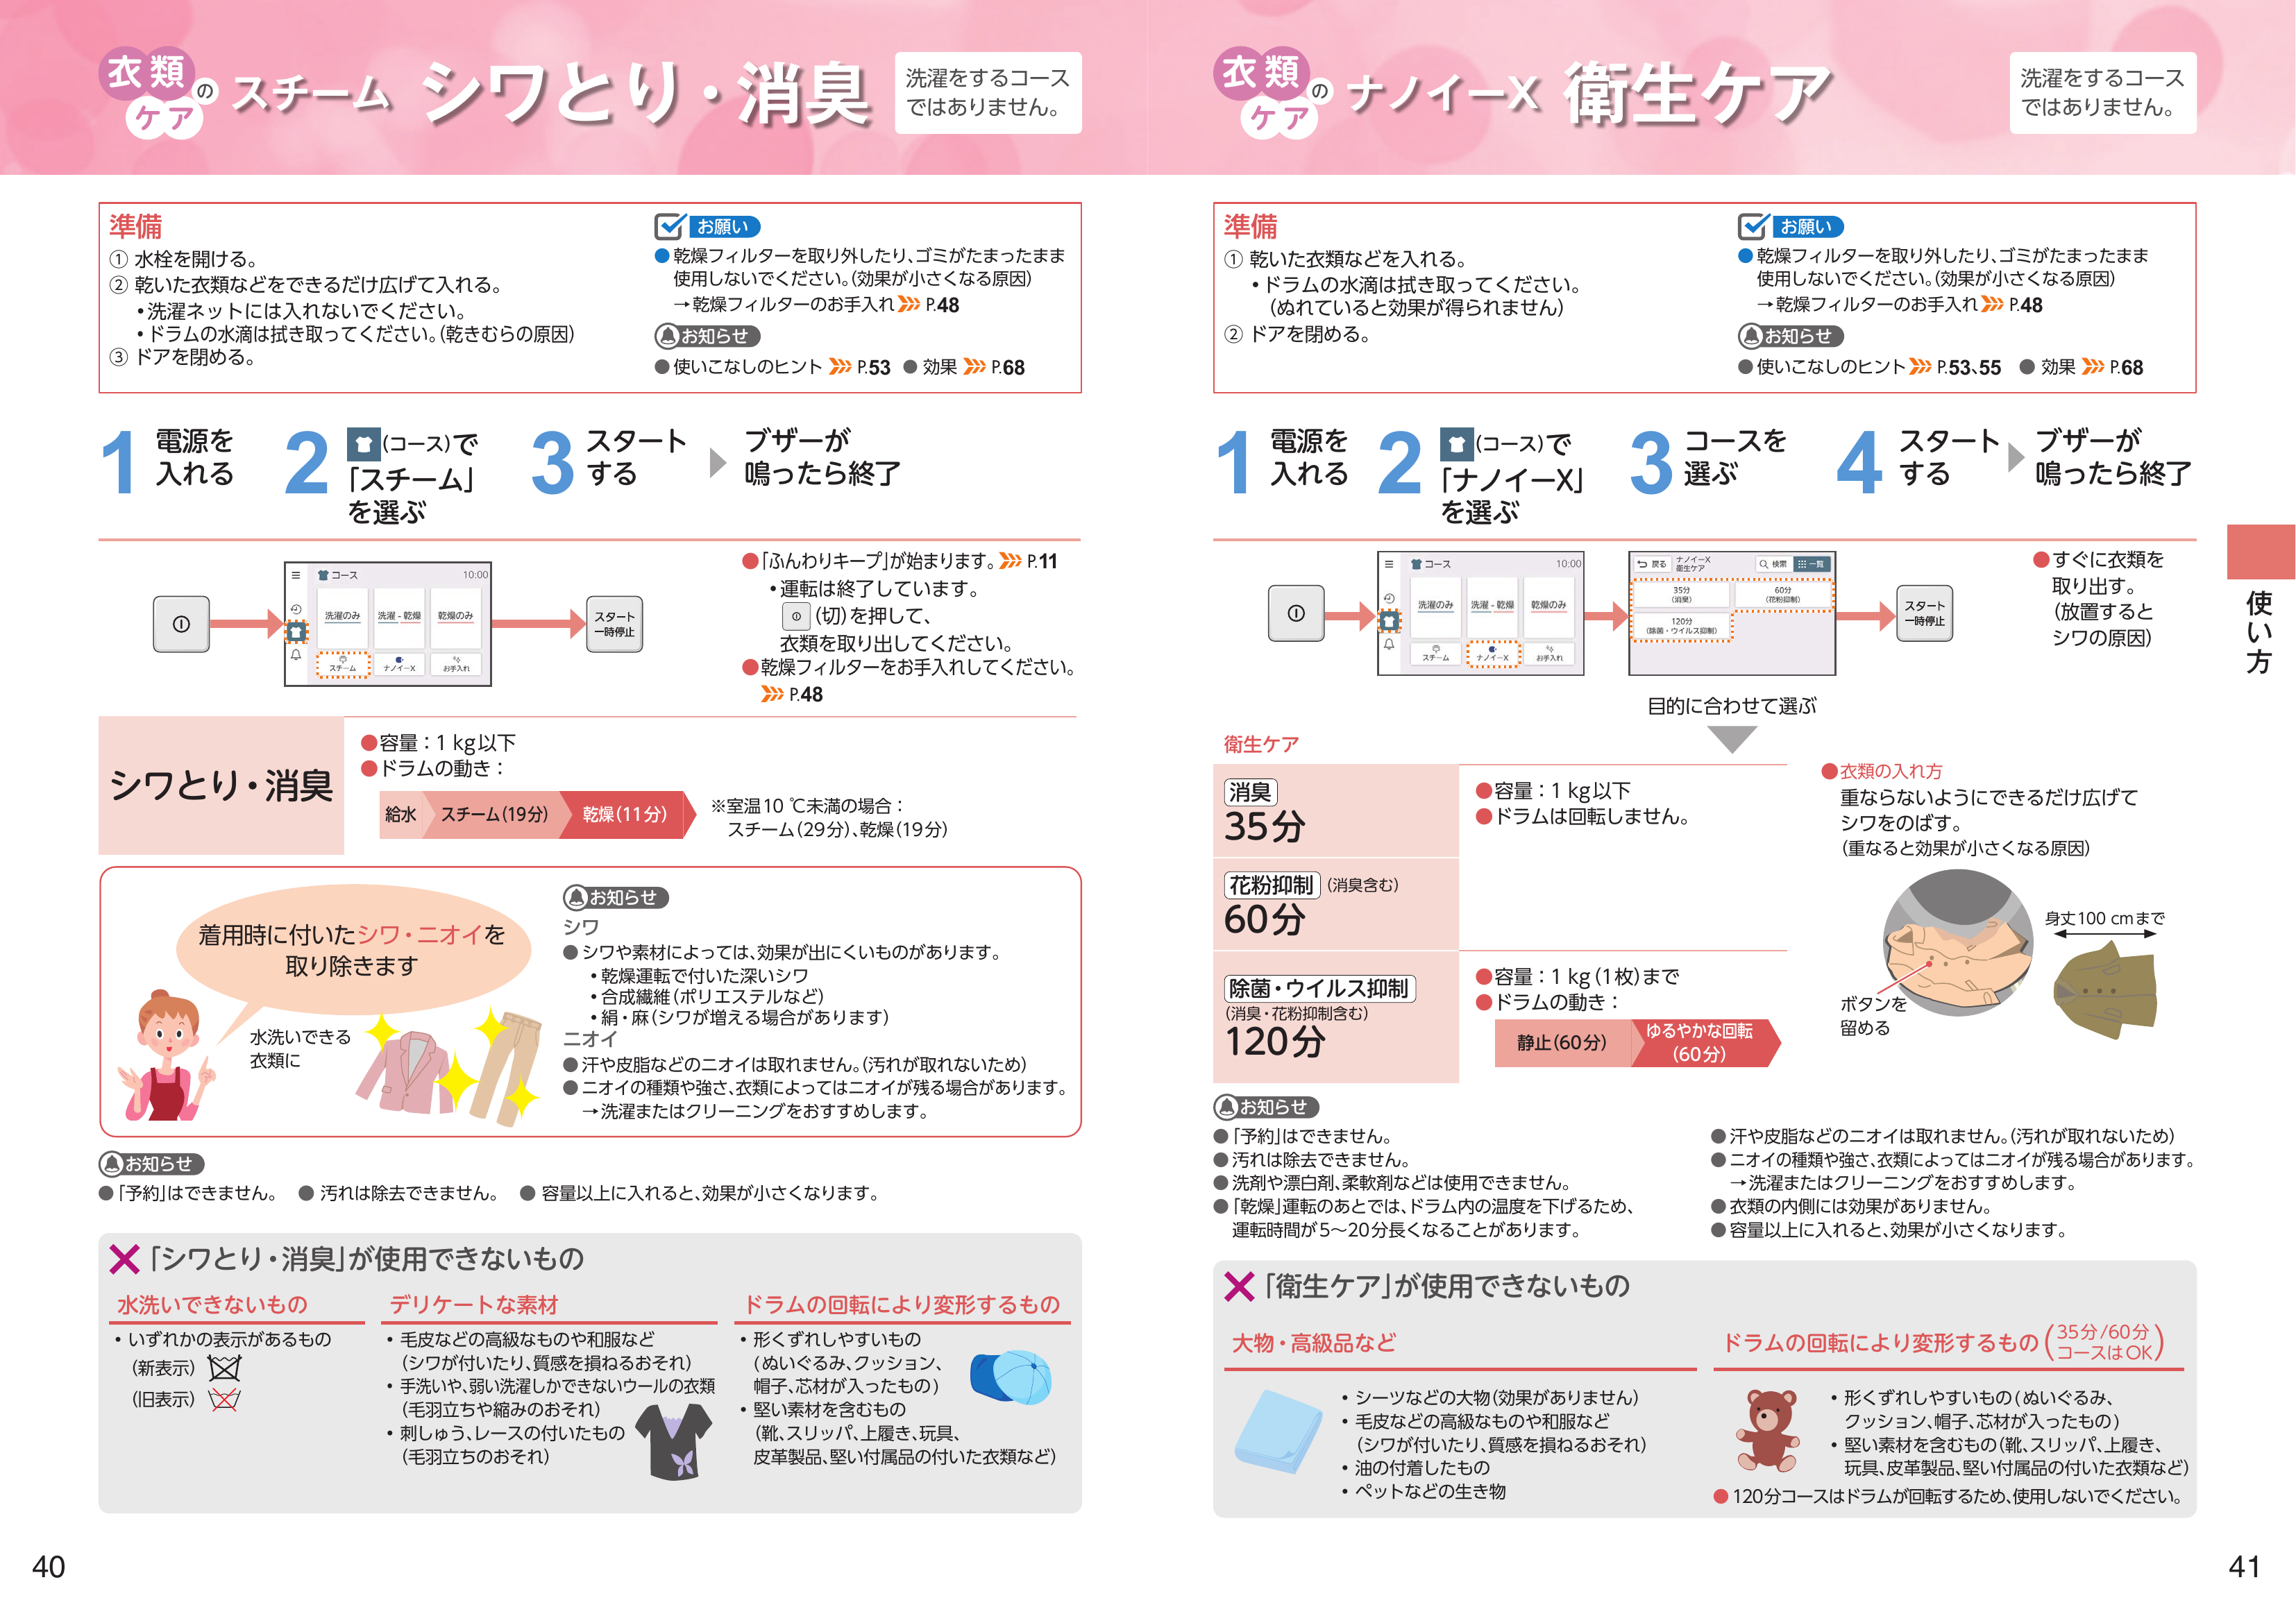 衣類のケア スチーム シワとり・消臭
洗濯をするコース
ではありません。
準備
① 水栓を開ける。
② 乾いた衣類などをできるだけ広げて入れる。
・洗濯ネットには入れないでください。
・ドラムの水滴は拭き取ってください。(乾きむらの原因)
③ ドアを閉める。
お願い
●乾燥フィルターを取り外したり、ゴミがたまったまま
使用しないでください。(効果が小さくなる原因)
→乾燥フィルターのお手入れ P.48
お知らせ
●使いこなしのヒント P.53 ●効果 P.68
1 電源を
入れる
2 (コース)で
「スチーム」
を選ぶ
3 スタート
する
ブザーが
鳴ったら終了
コース 10:00
洗濯のみ 洗濯-乾燥 乾燥のみ
スチーム ナノイーX お手入れ
スタート
一時停止
●「ふんわりキープ」が始まります。 P.11
・運転は終了しています。
(切)を押して、
衣類を取り出してください。
●乾燥フィルターをお手入れしてください。
P.48
シワとり・消臭
●容量:1 kg以下
●ドラムの動き:
給水 スチーム(19分) 乾燥(11分)
※室温10 ℃未満の場合:
スチーム(29分)、乾燥(19分)
着用時に付いたシワ・ニオイを
取り除きます
水洗いできる
衣類に
お知らせ
シワ
●シワや素材によっては、効果が出にくいものがあります。
・乾燥運転で付いた深いシワ
・合成繊維(ポリエステルなど)
・絹・麻(シワが増える場合があります)
ニオイ
●汗や皮脂などのニオイは取れません。(汚れが取れないため)
●ニオイの種類や強さ、衣類によってはニオイが残る場合があります。
→洗濯またはクリーニングをおすすめします。
お知らせ
●「予約」はできません。 ●汚れは除去できません。 ●容量以上に入れると、効果が小さくなります。
「シワとり・消臭」が使用できないもの
水洗いできないもの
・いずれかの表示があるもの
(新表示)
(旧表示)
デリケートな素材
・毛皮などの高級なものや和服など
(シワが付いたり、質感を損ねるおそれ)
・手洗いや、弱い洗濯しかできないウールの衣類
(毛羽立ちや縮みのおそれ)
・刺しゅう、レースの付いたもの
(毛羽立ちのおそれ)
ドラムの回転により変形するもの
・形くずれしやすいもの
(ぬいぐるみ、クッション、
帽子、芯材が入ったもの)
・堅い素材を含むもの
(靴、スリッパ、上履き、玩具、
皮革製品、堅い付属品の付いた衣類など)
40
衣類のケア ナノイーX 衛生ケア
洗濯をするコース
ではありません。
準備
① 乾いた衣類などを入れる。
・ドラムの水滴は拭き取ってください。
(ぬれていると効果が得られません)
② ドアを閉める。
お願い
●乾燥フィルターを取り外したり、ゴミがたまったまま
使用しないでください。(効果が小さくなる原因)
→乾燥フィルターのお手入れ P.48
お知らせ
●使いこなしのヒント P.53、55 ●効果 P.68
1 電源を
入れる
2 (コース)で
「ナノイーX」
を選ぶ
3 コースを
選ぶ
4 スタート
する
ブザーが
鳴ったら終了
コース 10:00
洗濯のみ 洗濯-乾燥 乾燥のみ
スチーム ナノイーX お手入れ
戻る ナノイーX
衛生ケア
検索 一覧
35分
(消臭)
60分
(花粉抑制)
120分
(除菌・ウイルス抑制)
スタート
一時停止
●すぐに衣類を
取り出す。
(放置すると
シワの原因)
使い方
目的に合わせて選ぶ
衛生ケア
消臭
35分
花粉抑制 (消臭含む)
60分
●容量:1 kg以下
●ドラムは回転しません。
除菌・ウイルス抑制
(消臭・花粉抑制含む)
120分
●容量:1 kg(1枚)まで
●ドラムの動き:
静止(60分) ゆるやかな回転
(60分)
●衣類の入れ方
重ならないようにできるだけ広げて
シワをのばす。
(重なると効果が小さくなる原因)
身丈100 cmまで
ボタンを
留める
お知らせ
●「予約」はできません。
●汚れは除去できません。
●洗剤や漂白剤、柔軟剤などは使用できません。
●「乾燥」運転のあとでは、ドラム内の温度を下げるため、
運転時間が5〜20分長くなることがあります。
●汗や皮脂などのニオイは取れません。(汚れが取れないため)
●ニオイの種類や強さ、衣類によってはニオイが残る場合があります。
→洗濯またはクリーニングをおすすめします。
●衣類の内側には効果がありません。
●容量以上に入れると、効果が小さくなります。
「衛生ケア」が使用できないもの
大物・高級品など
・シーツなどの大物(効果がありません)
・毛皮などの高級なものや和服など
(シワが付いたり、質感を損ねるおそれ)
・油の付着したもの
・ペットなどの生き物
ドラムの回転により変形するもの(35分/60分
コースはOK)
・形くずれしやすいもの(ぬいぐるみ、
クッション、帽子、芯材が入ったもの)
・堅い素材を含むもの(靴、スリッパ、上履き、
玩具、皮革製品、堅い付属品の付いた衣類など)
●120分コースはドラムが回転するため、使用しないでください。
41